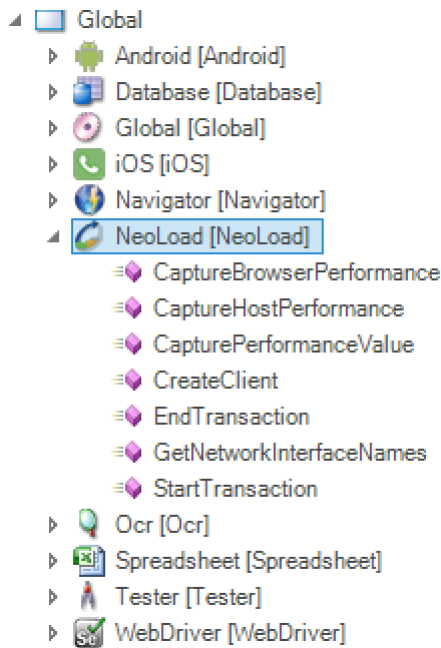 Global
Android [Android]
Database [Database]
Global [Global]
iOS [iOS]
Navigator [Navigator]
NeoLoad [NeoLoad]
CaptureBrowserPerformance
CaptureHostPerformance
CapturePerformanceValue
CreateClient
EndTransaction
GetNetworkInterfaceNames
StartTransaction
Ocr [Ocr]
Spreadsheet [Spreadsheet]
Tester [Tester]
WebDriver [WebDriver]